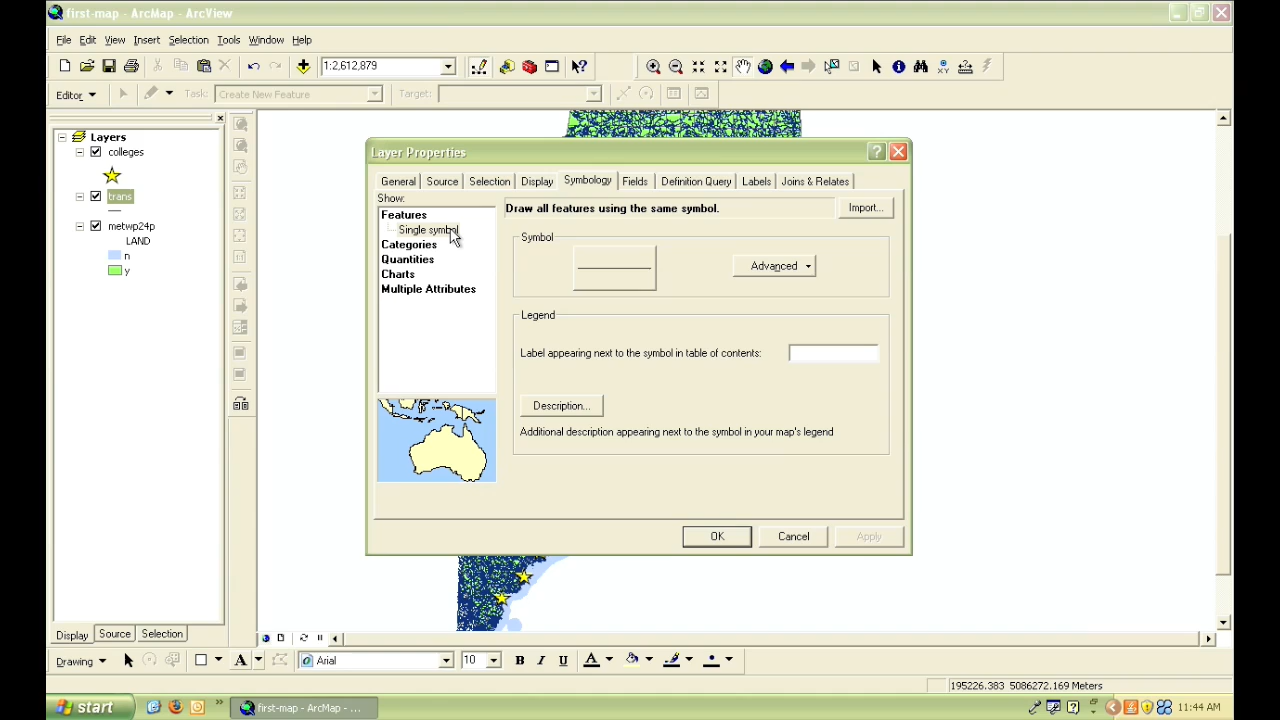 first-map - ArcMap - ArcView
File Edit View Insert Selection Tools Window Help
1:2,612,879
Editor Task: Create New Feature Target:
Layers
colleges
trans
metwp24p
LAND
n
y
Layer Properties
General Source Selection Display Symbology Fields Definition Query Labels Joins & Relates
Show:
Features
Single symbol
Categories
Quantities
Charts
Multiple Attributes
Draw all features using the same symbol.
Import...
Symbol
Advanced
Legend
Label appearing next to the symbol in table of contents:
Description...
Additional description appearing next to the symbol in your map's legend
OK Cancel Apply
Display Source Selection
Drawing A Arial 10 B I U A
195226.383 5086272.169 Meters
start first-map - ArcMap - ... 11:44 AM